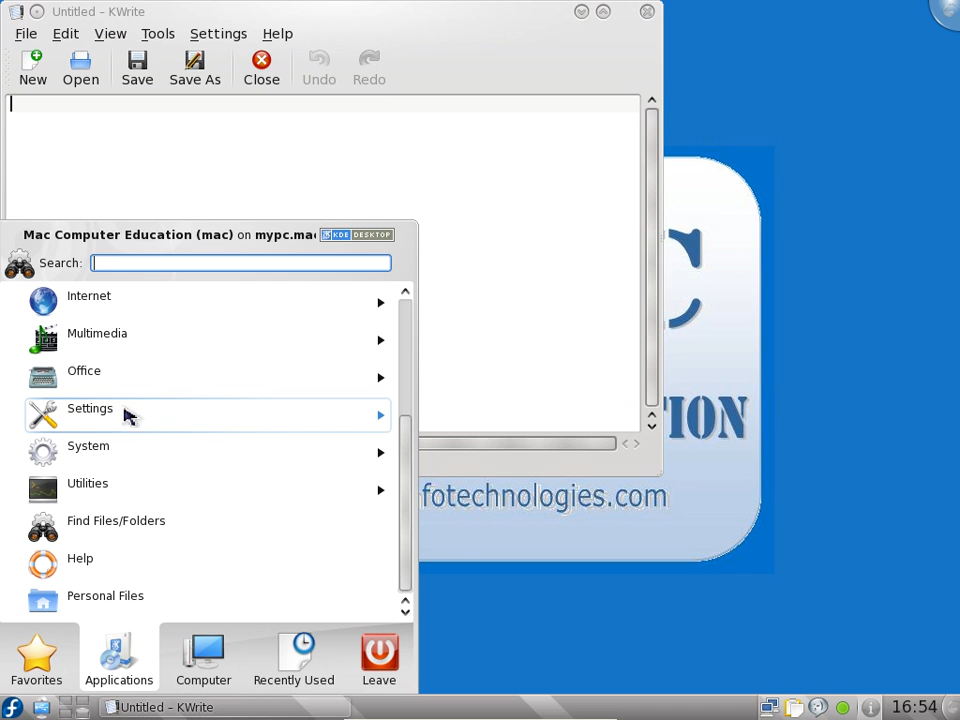 Untitled – KWrite
File Edit View Tools Settings Help
New Open Save Save As Close Undo Redo
Mac Computer Education (mac) on mypc.mac KDE DESKTOP
Search:
Internet
Multimedia
Office
Settings
System
Utilities
Find Files/Folders
Help
Personal Files
Favorites Applications Computer Recently Used Leave
C
TION
fotechnologies.com
Untitled – KWrite
16:54